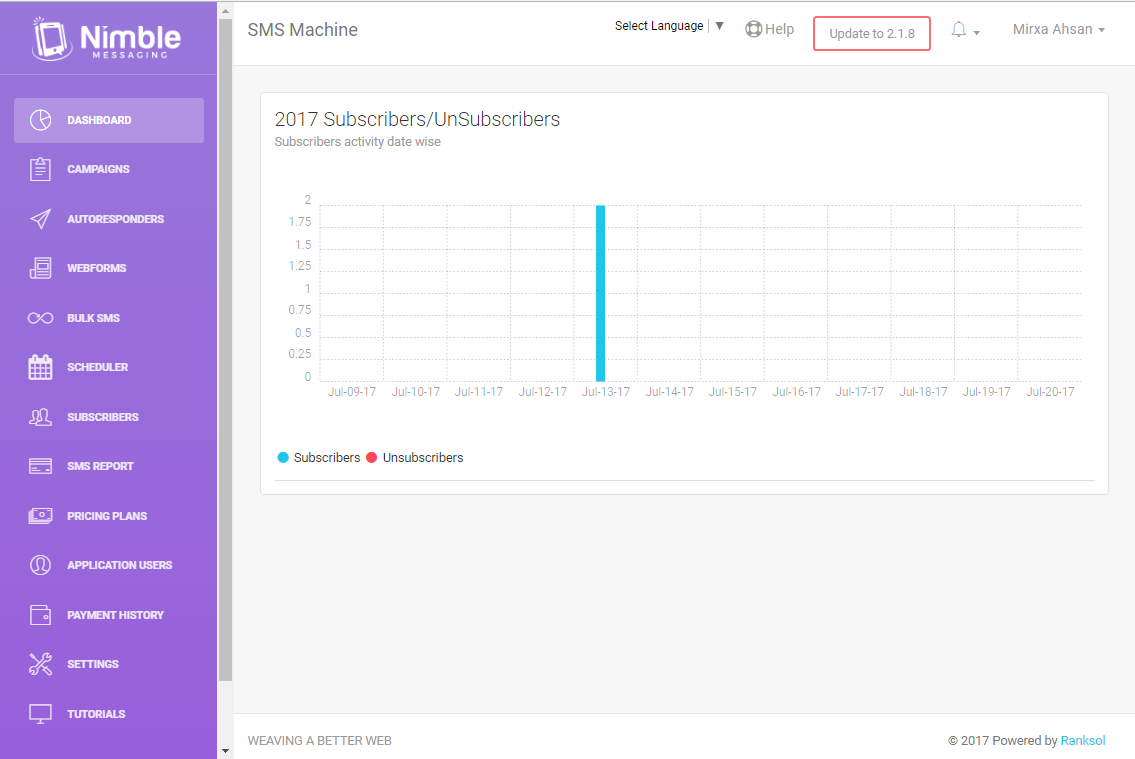 Nimble
MESSAGING
DASHBOARD
CAMPAIGNS
AUTORESPONDERS
WEBFORMS
BULK SMS
SCHEDULER
SUBSCRIBERS
SMS REPORT
PRICING PLANS
APPLICATION USERS
PAYMENT HISTORY
SETTINGS
TUTORIALS
SMS Machine
Select Language
Help
Update to 2.1.8
Mirxa Ahsan
2017 Subscribers/UnSubscribers
Subscribers activity date wise
2
1.75
1.5
1.25
1
0.75
0.5
0.25
0
Jul-09-17 Jul-10-17 Jul-11-17 Jul-12-17 Jul-13-17 Jul-14-17 Jul-15-17 Jul-16-17 Jul-17-17 Jul-18-17 Jul-19-17 Jul-20-17
Subscribers Unsubscribers
WEAVING A BETTER WEB
© 2017 Powered by Ranksol